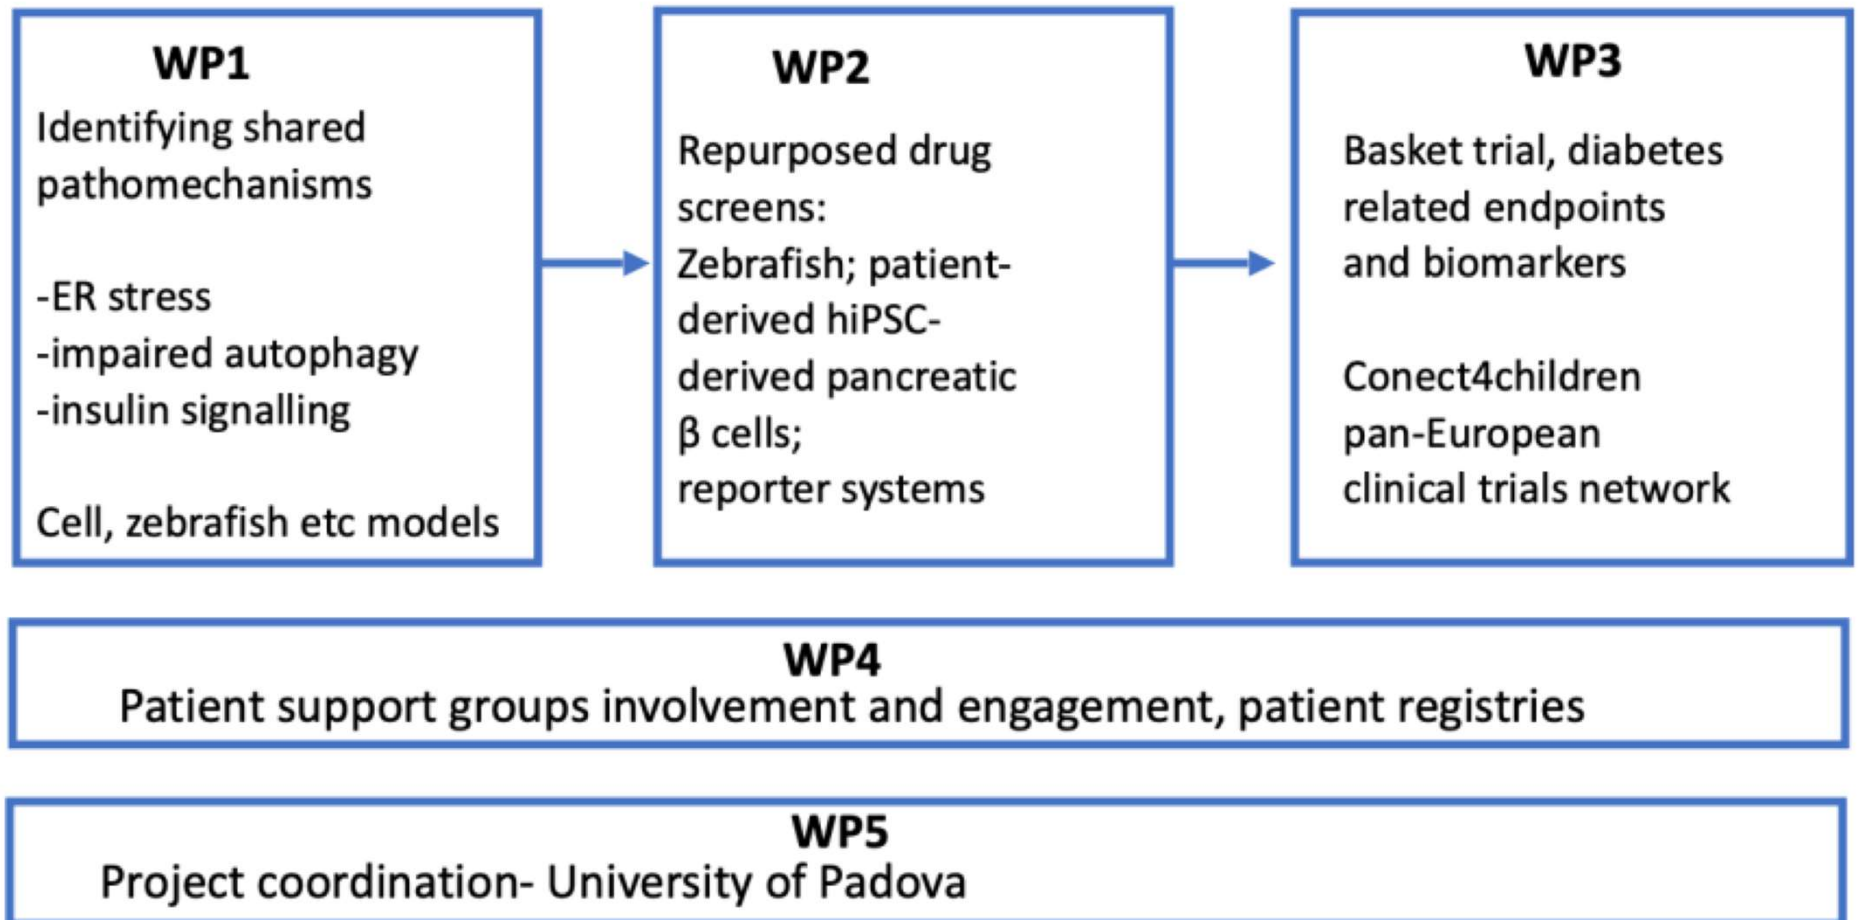 WP1
Identifying shared
pathomechanisms
-ER stress
-impaired autophagy
-insulin signalling
Cell, zebrafish etc models
WP2
Repurposed drug
screens:
Zebrafish; patient-
derived hiPSC-
derived pancreatic
β cells;
reporter systems
WP3
Basket trial, diabetes
related endpoints
and biomarkers
Conect4children
pan-European
clinical trials network
WP4
Patient support groups involvement and engagement, patient registries
WP5
Project coordination- University of Padova